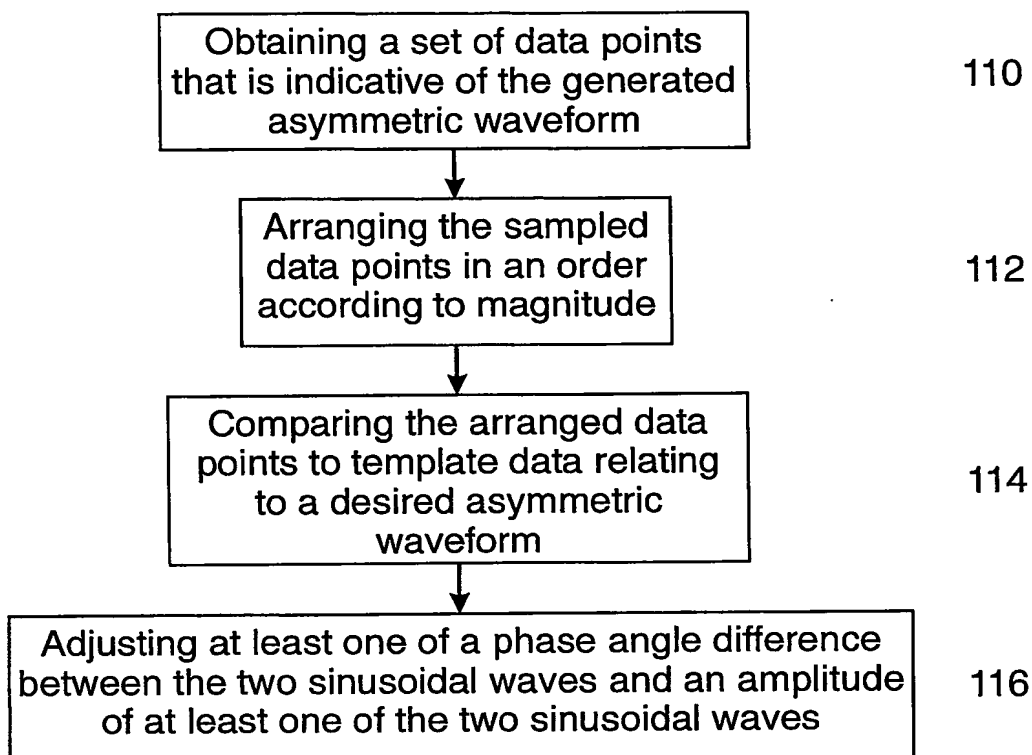 Obtaining a set of data points
that is indicative of the generated
asymmetric waveform
110
Arranging the sampled
data points in an order
according to magnitude
112
Comparing the arranged data
points to template data relating
to a desired asymmetric
waveform
114
Adjusting at least one of a phase angle difference
between the two sinusoidal waves and an amplitude
of at least one of the two sinusoidal waves
116